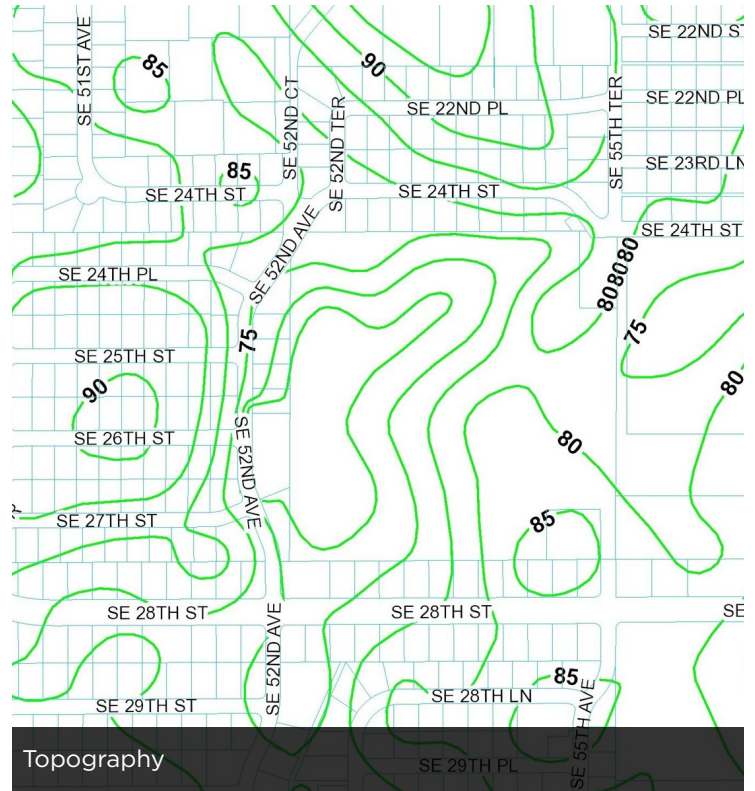 SE 51ST AVE
85
90
SE 52ND CT
SE 52ND TER
SE 22ND PL
SE 55TH TER
SE 22ND ST
SE 22ND PL
SE 23RD LN
85
SE 24TH ST
SE 24TH ST
SE 24TH ST
SE 52ND AVE
80
80
80
SE 24TH PL
75
75
SE 25TH ST
90
80
SE 26TH ST
SE 52ND AVE
80
SE 27TH ST
85
SE 28TH ST
SE 28TH ST
SE
SE 52ND AVE
85
SE 28TH LN
SE 29TH ST
SE 55TH AVE
Topography
SE 29TH PL